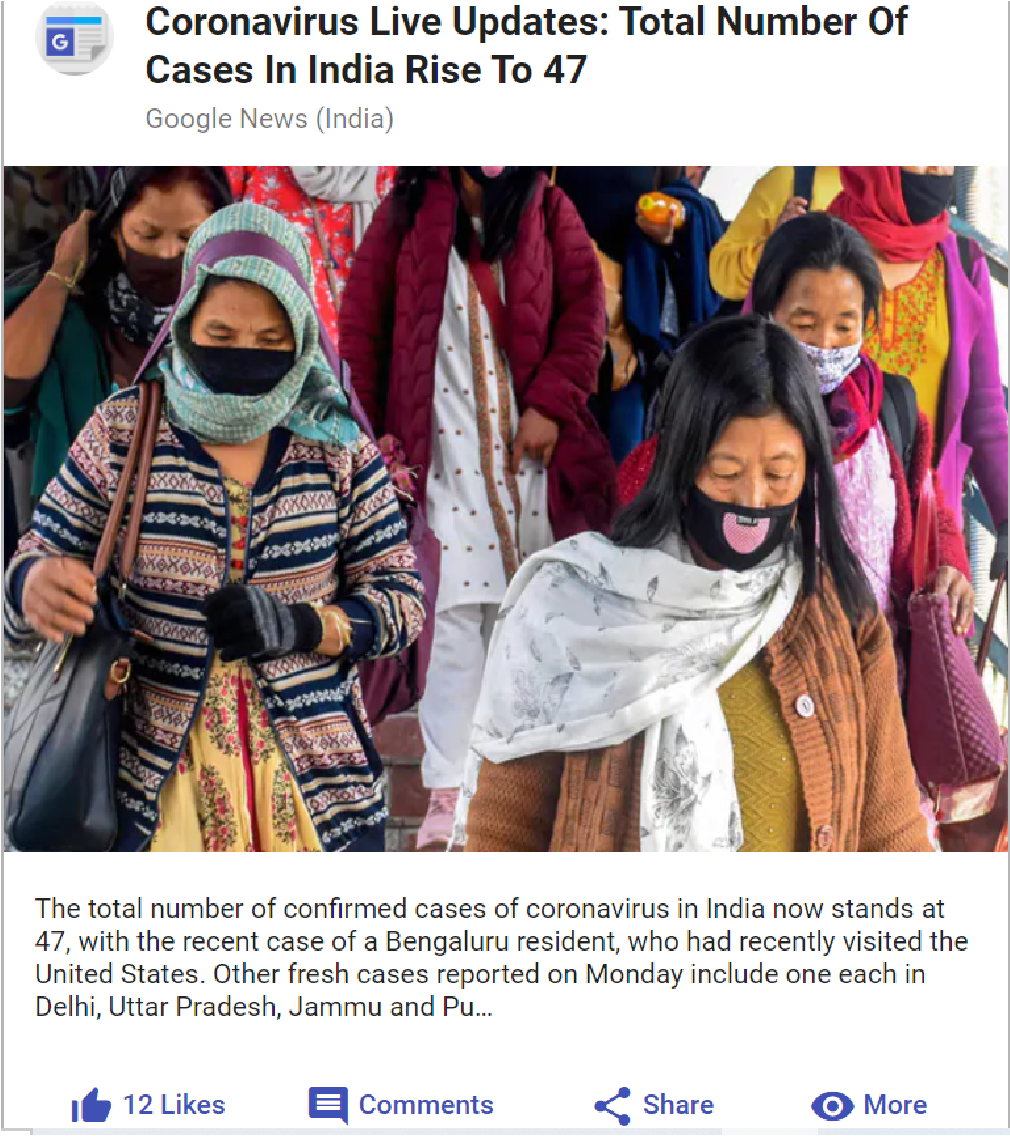 Coronavirus Live Updates: Total Number Of
Cases In India Rise To 47
G
Google News (India)
The total number of confirmed cases of coronavirus in India now stands at
47, with the recent case of a Bengaluru resident, who had recently visited the
United States. Other fresh cases reported on Monday include one each in
Delhi, Uttar Pradesh, Jammu and Pu...
12 Likes Comments Share More